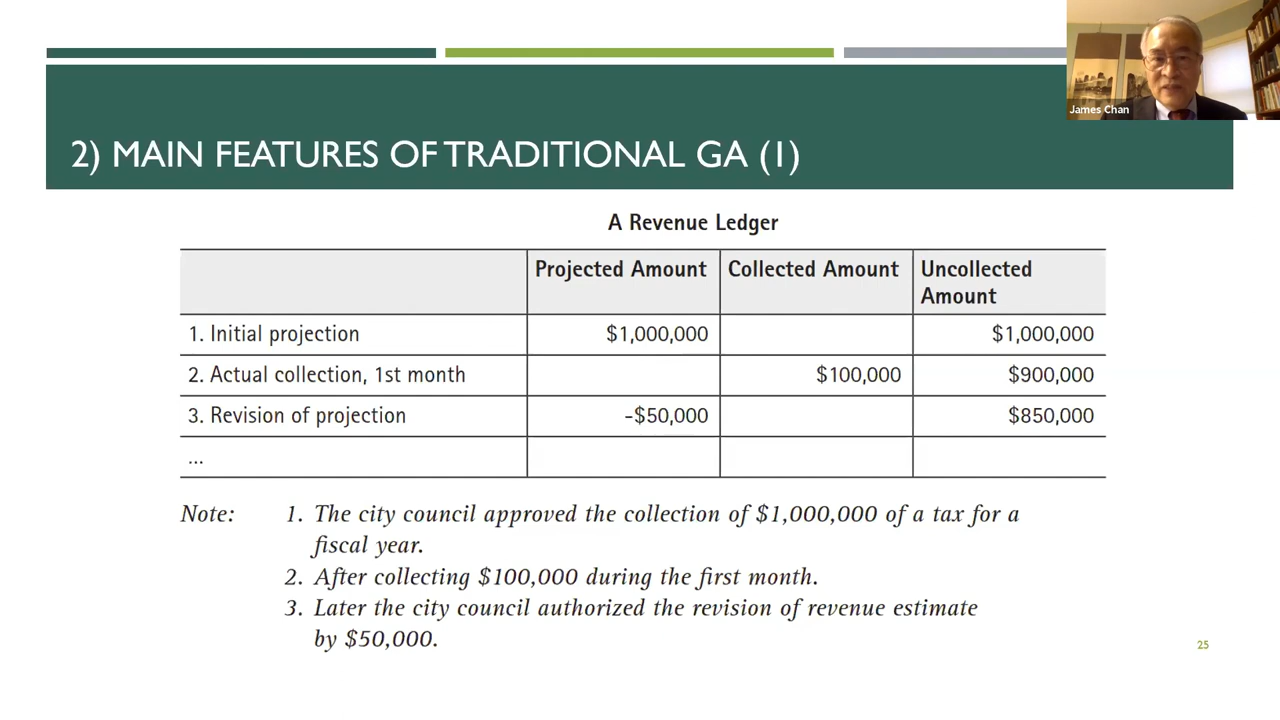 James Chan
2) MAIN FEATURES OF TRADITIONAL GA (1)
A Revenue Ledger
Projected Amount Collected Amount Uncollected
Amount
1. Initial projection $1,000,000 $1,000,000
2. Actual collection, 1st month $100,000 $900,000
3. Revision of projection -$50,000 $850,000
...
Note: 1. The city council approved the collection of $1,000,000 of a tax for a
fiscal year.
2. After collecting $100,000 during the first month.
3. Later the city council authorized the revision of revenue estimate
by $50,000.
25